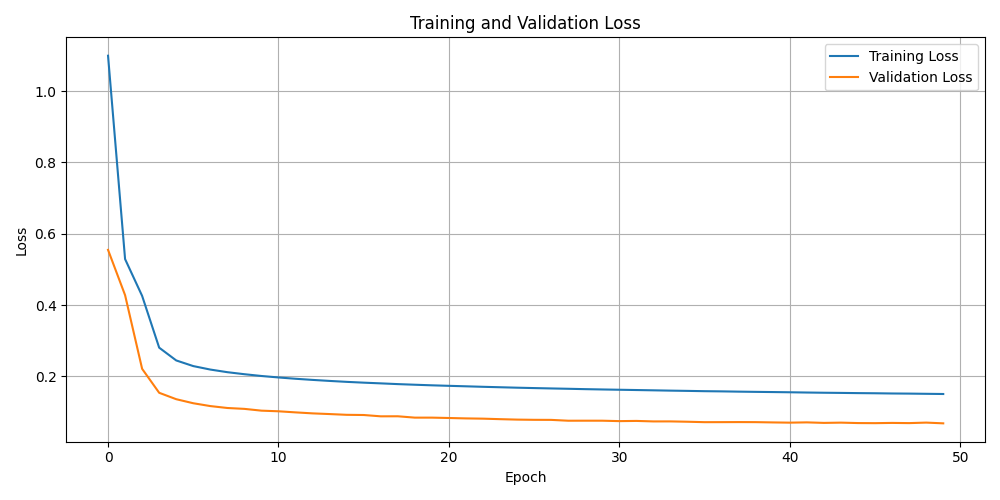 Training and Validation Loss
Training Loss
Validation Loss
Loss
1.0
0.8
0.6
0.4
0.2
0 10 20 30 40 50
Epoch